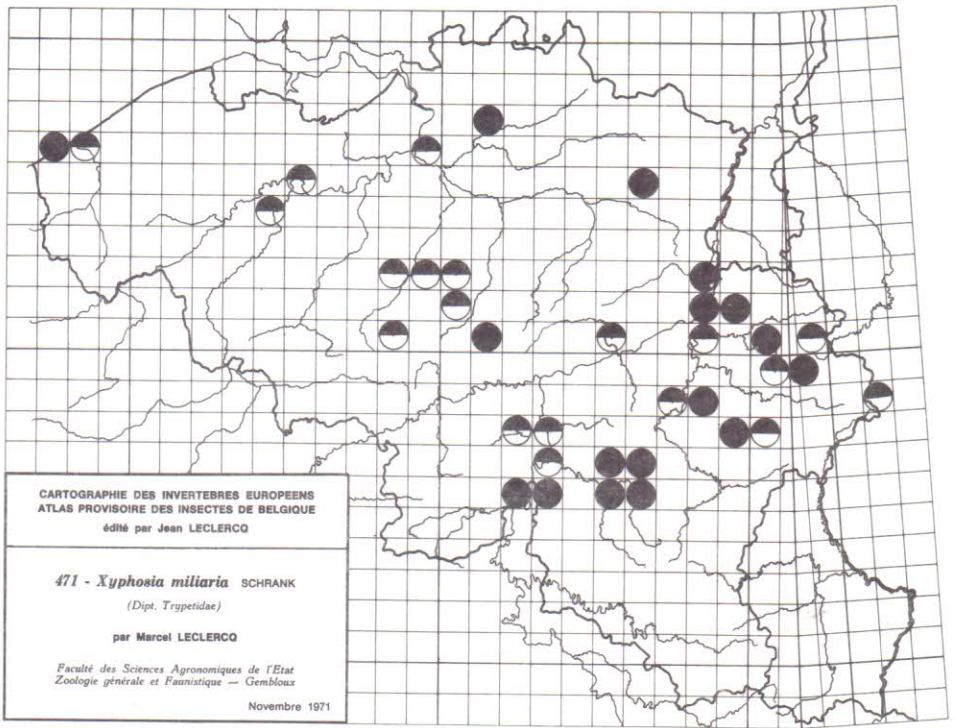 CARTOGRAPHIE DES INVERTEBRES EUROPEENS
ATLAS PROVISOIRE DES INSECTES DE BELGIQUE
édité par Jean LECLERCQ
471 - Xyphosia miliaria SCHRANK
(Dipt. Trypetidae)
par Marcel LECLERCQ
Faculté des Sciences Agronomiques de l'Etat
Zoologie générale et Faunistique — Gembloux
Novembre 1971